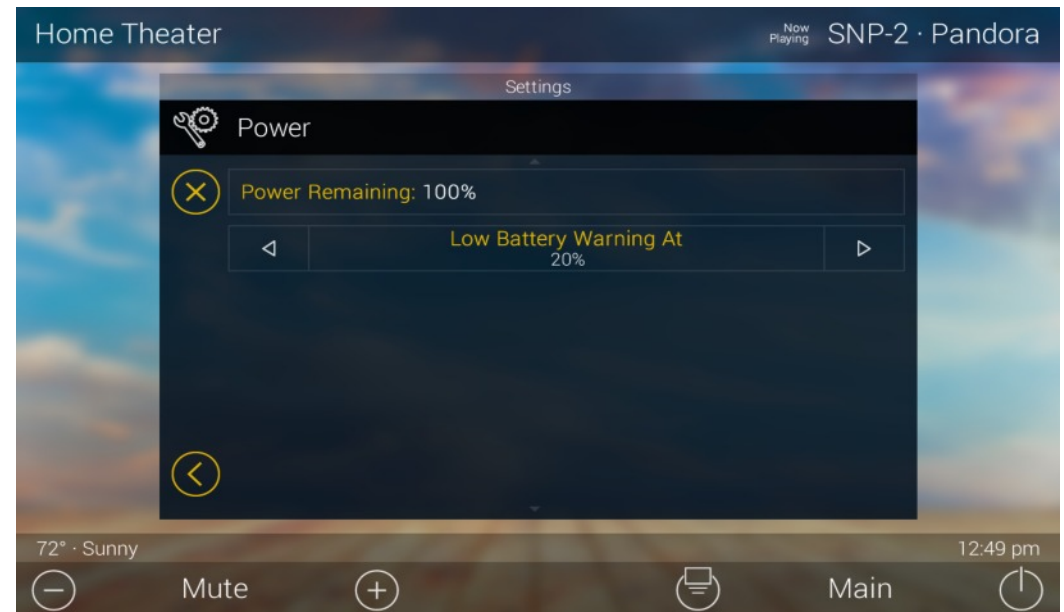 Home Theater
Now Playing SNP-2 · Pandora
Settings
Power
Power Remaining: 100%
Low Battery Warning At
20%
72° · Sunny
12:49 pm
Mute
Main